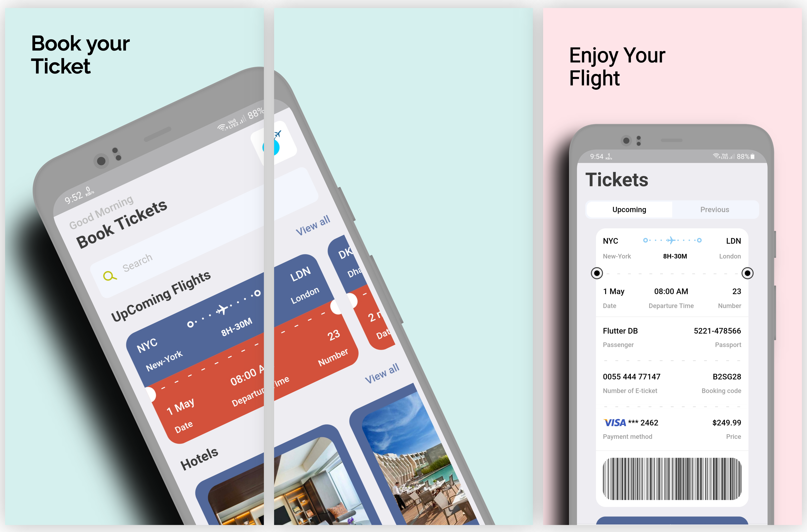 Book your
Ticket
9:52
88%
Good Morning
Book Tickets
Search
UpComing Flights
View all
NYC
LDN
New-York
8H-30M
London
1 May
08:00 A
23
Date
Departure Time
Number
DK
Dha
2 m
Dat
Hotels
View all
Enjoy Your
Flight
9:54
88%
Tickets
Upcoming
Previous
NYC
LDN
New-York
8H-30M
London
1 May
08:00 AM
23
Date
Departure Time
Number
Flutter DB
5221-478566
Passenger
Passport
0055 444 77147
B2SG28
Number of E-ticket
Booking code
VISA *** 2462
$249.99
Payment method
Price